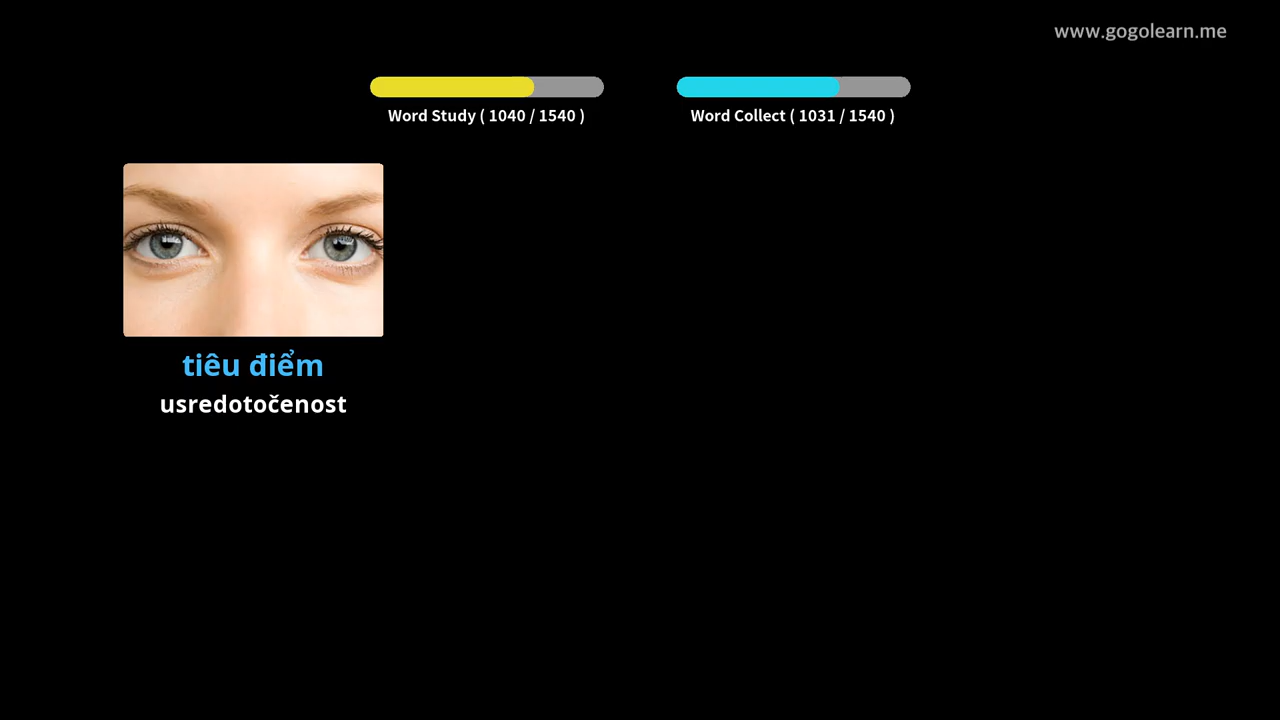 www.gogolearn.me
Word Study ( 1040 / 1540 )
Word Collect ( 1031 / 1540 )
tiêu điểm
usredotočenost